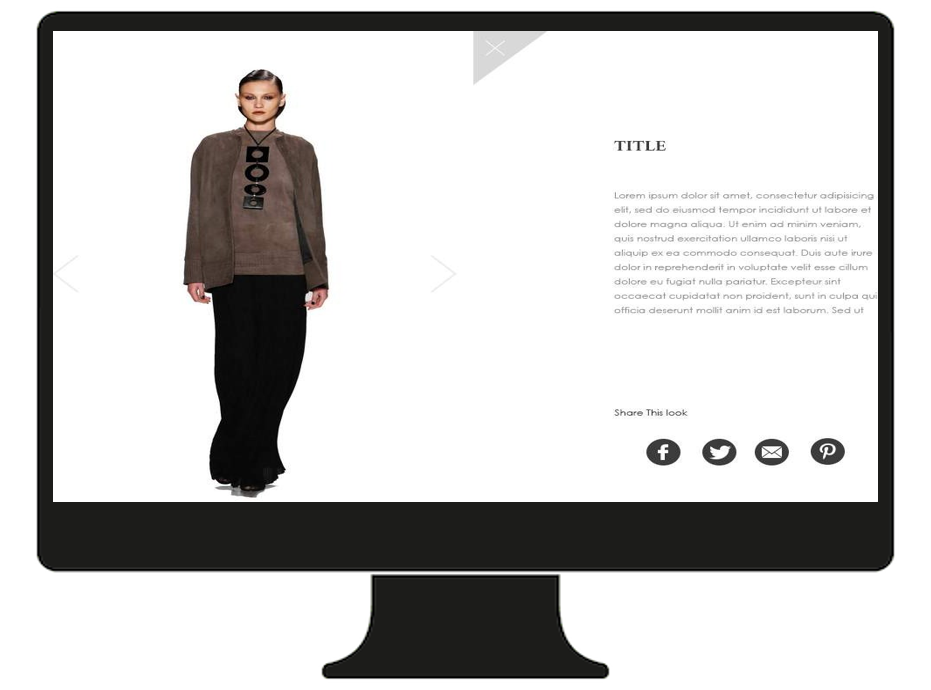 TITLE
Lorem ipsum dolor sit amet, consectetur adipisicing
elit, sed do eiusmod tempor incididunt ut labore et
dolore magna aliqua. Ut enim ad minim veniam,
quis nostrud exercitation ullamco laboris nisi ut
aliquip ex ea commodo consequat. Duis aute irure
dolor in reprehenderit in voluptate velit esse cillum
dolore eu fugiat nulla pariatur. Excepteur sint
occaecat cupidatat non proident, sunt in culpa qui
officia deserunt mollit anim id est laborum. Sed ut
Share This look